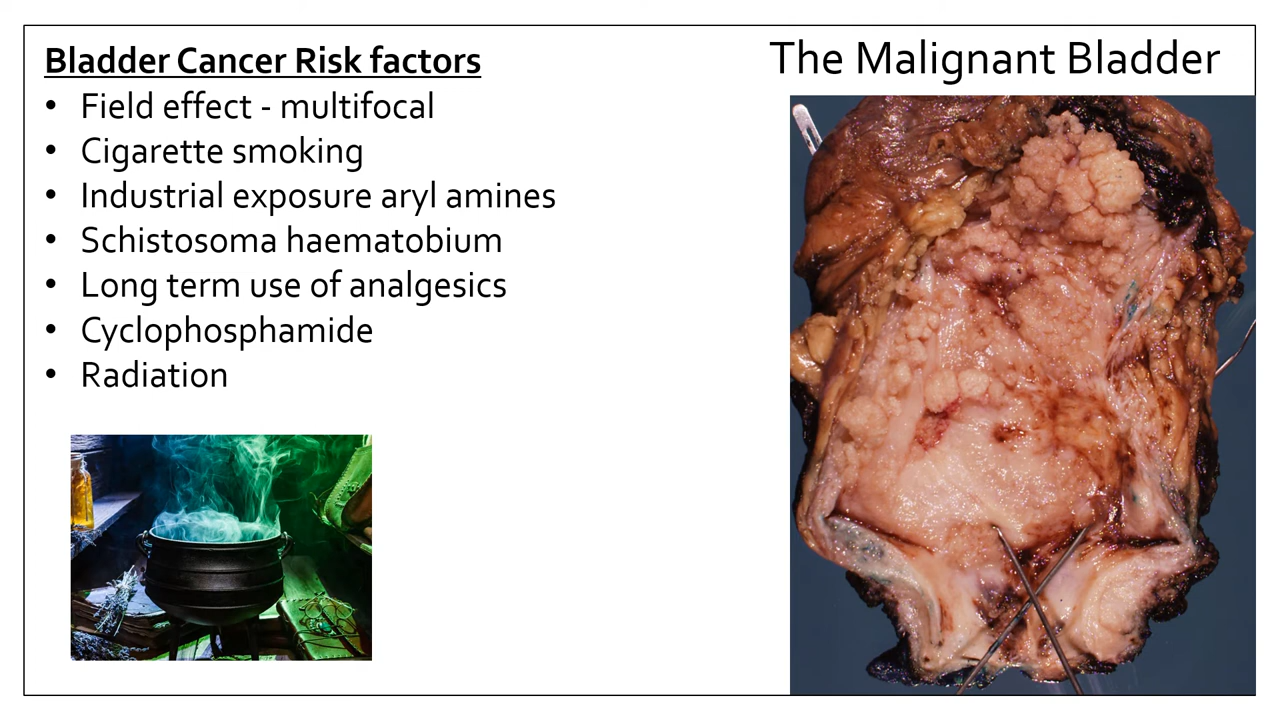 Bladder Cancer Risk factors
• Field effect - multifocal
• Cigarette smoking
• Industrial exposure aryl amines
• Schistosoma haematobium
• Long term use of analgesics
• Cyclophosphamide
• Radiation
The Malignant Bladder